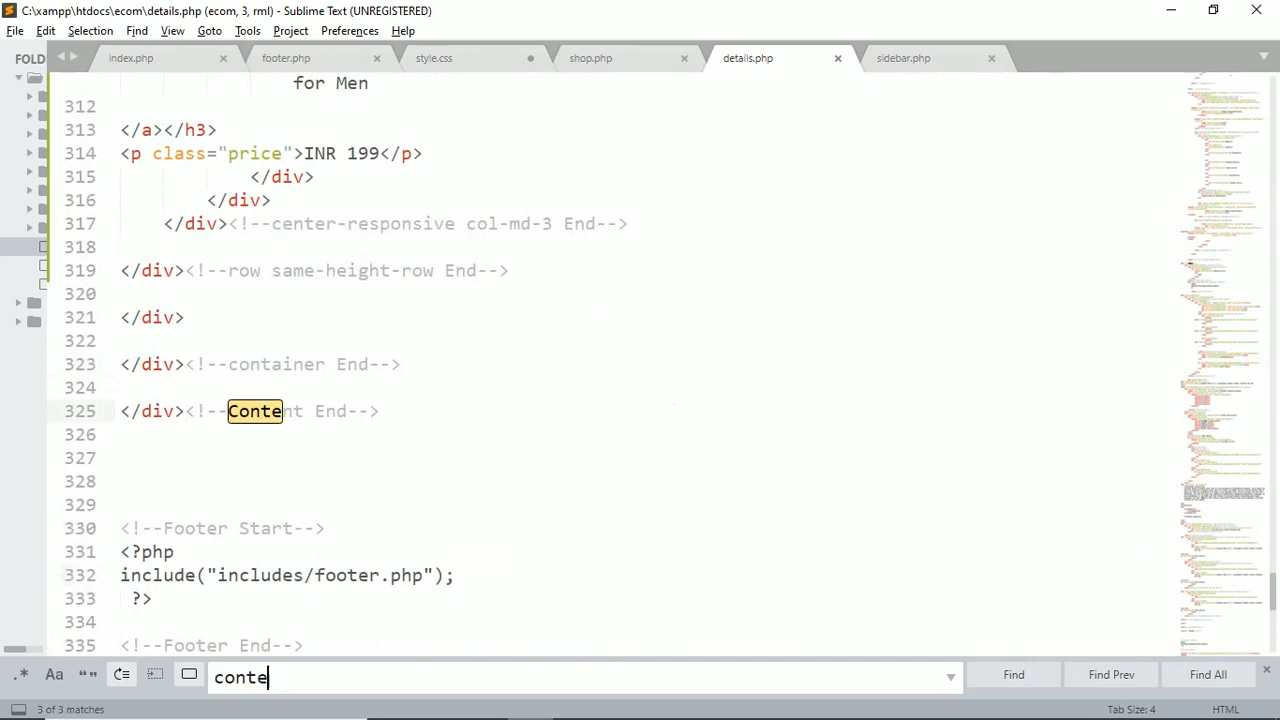 C:\xampp\htdocs\ecom\details.php (ecom, 3, rml) - Sublime Text (UNREGISTERED)
File Edit Selection Find View Goto Tools Project Preferences Help
FOLD
index.php footer.php style.css shop.php details.php sidebar.php
for Men
312
313 </a></h3>
314 <p class="price">INR 199</p>
315 </div>
316 </div>
317 </div><!--center-responsive col-md-3 End-->
318
319 </div><!--row same-height-row End-->
320
321 </div>
322
323 </div><!--container End-->
324
325 </div><!--Content End-->
326
327
328
329
330 <!--Footer Start-->
331 <?php
332 include("includes/footer.php");
333 ?>
334
335 <!--Footer End-->
.* Aa “”
conte
Find Find Prev Find All
3 of 3 matches
Tab Size: 4 HTML